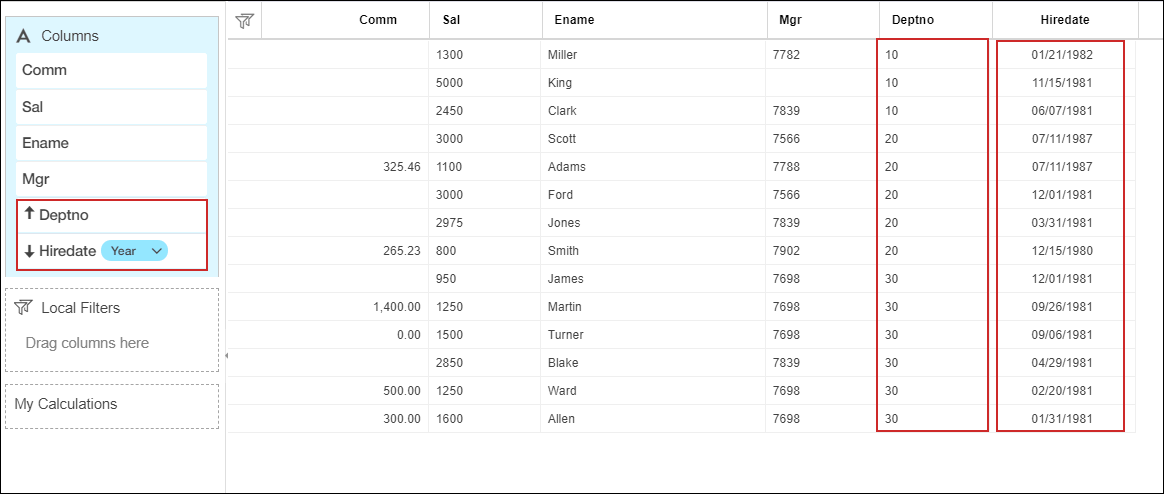 Columns
Comm
Sal
Ename
Mgr
Deptno
Hiredate Year
Local Filters
Drag columns here
My Calculations
Comm Sal Ename Mgr Deptno Hiredate
1300 Miller 7782 10 01/21/1982
5000 King 10 11/15/1981
2450 Clark 7839 10 06/07/1981
3000 Scott 7566 20 07/11/1987
325.46 1100 Adams 7788 20 07/11/1987
3000 Ford 7566 20 12/01/1981
2975 Jones 7839 20 03/31/1981
265.23 800 Smith 7902 20 12/15/1980
950 James 7698 30 12/01/1981
1,400.00 1250 Martin 7698 30 09/26/1981
0.00 1500 Turner 7698 30 09/06/1981
2850 Blake 7839 30 04/29/1981
500.00 1250 Ward 7698 30 02/20/1981
300.00 1600 Allen 7698 30 01/31/1981